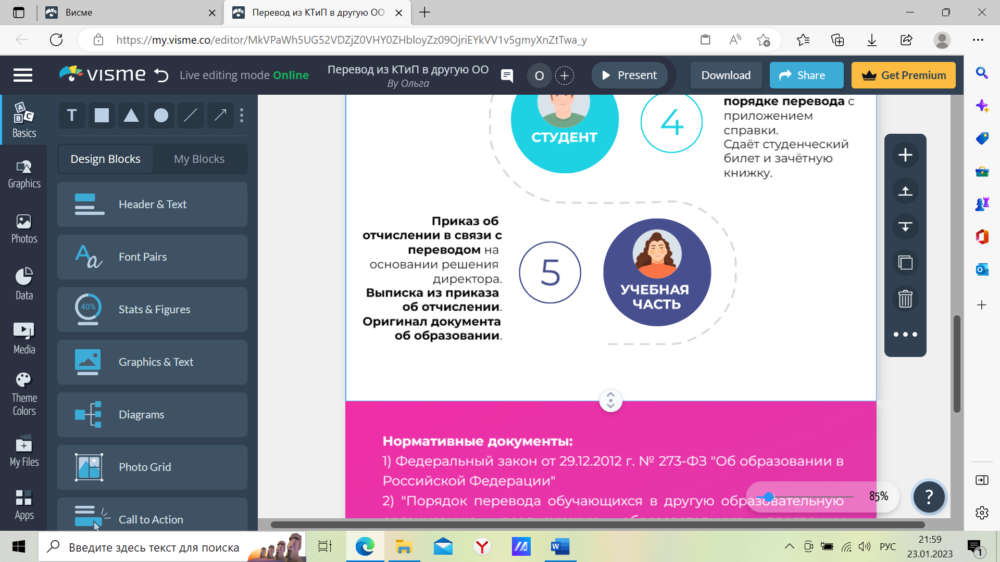 Висме
Перевод из КТиП в другую ОО
https://my.visme.co/editor/MkVPaWh5UG52VDZjZ0VHY0ZHbloyZz09OjriEYkVV1v5gmyXnZtTwa_y
visme
Live editing mode Online
Перевод из КТиП в другую ОО
By Ольга
O
Present
Download
Share
Get Premium
Basics
Graphics
Photos
Data
Media
Theme
Colors
My Files
Apps
T
Design Blocks
My Blocks
Header & Text
Aa
Font Pairs
40%
Stats & Figures
Graphics & Text
Diagrams
Photo Grid
Call to Action
СТУДЕНТ
4
порядке перевода с
приложением
справки.
Сдаёт студенческий
билет и зачётную
книжку.
Приказ об
отчислении в связи с
переводом на
основании решения
директора.
Выписка из приказа
об отчислении.
Оригинал документа
об образовании.
5
УЧЕБНАЯ
ЧАСТЬ
Нормативные документы:
1) Федеральный закон от 29.12.2012 г. № 273-ФЗ "Об образовании в
Российской Федерации"
2) "Порядок перевода обучающихся в другую образовательную
85%
?
Введите здесь текст для поиска
РУС
21:59
23.01.2023
1